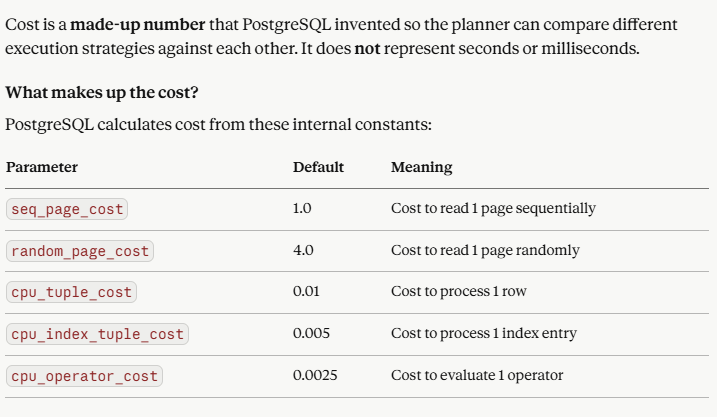 Cost is a made-up number that PostgreSQL invented so the planner can compare different
execution strategies against each other. It does not represent seconds or milliseconds.
What makes up the cost?
PostgreSQL calculates cost from these internal constants:
Parameter Default Meaning
seq_page_cost 1.0 Cost to read 1 page sequentially
random_page_cost 4.0 Cost to read 1 page randomly
cpu_tuple_cost 0.01 Cost to process 1 row
cpu_index_tuple_cost 0.005 Cost to process 1 index entry
cpu_operator_cost 0.0025 Cost to evaluate 1 operator